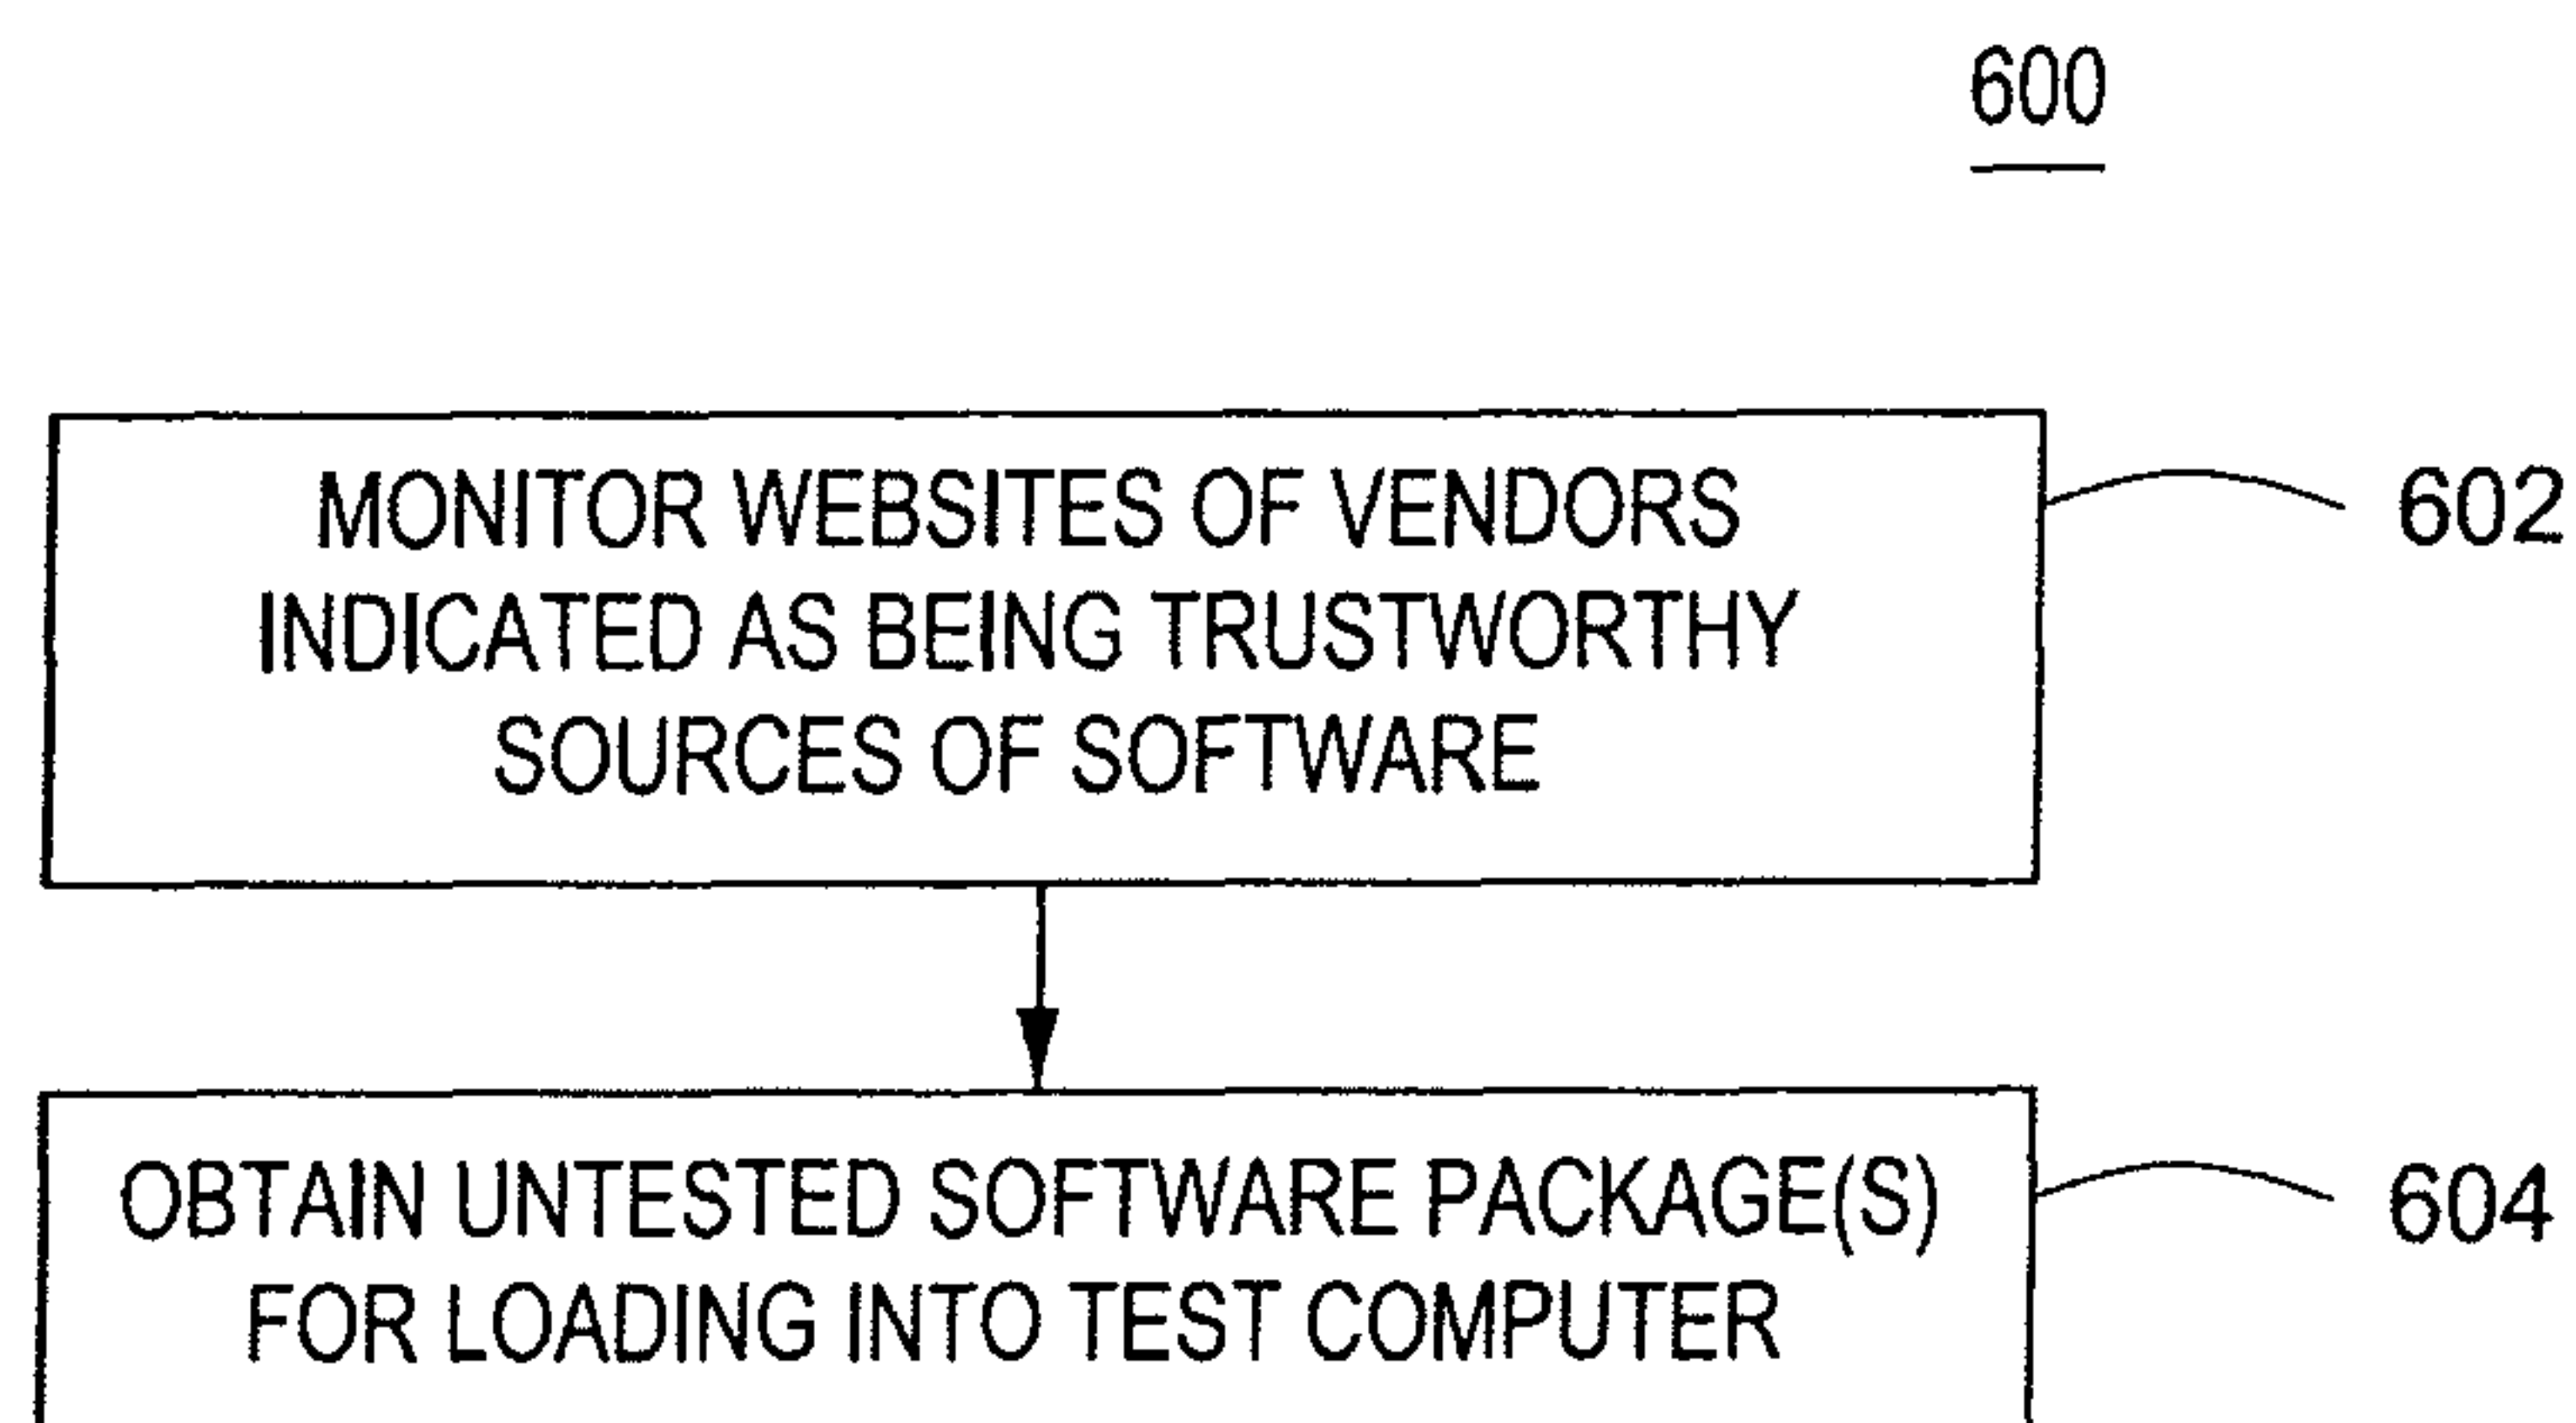 600
MONITOR WEBSITES OF VENDORS
INDICATED AS BEING TRUSTWORTHY
SOURCES OF SOFTWARE
602
OBTAIN UNTESTED SOFTWARE PACKAGE(S)
FOR LOADING INTO TEST COMPUTER
604